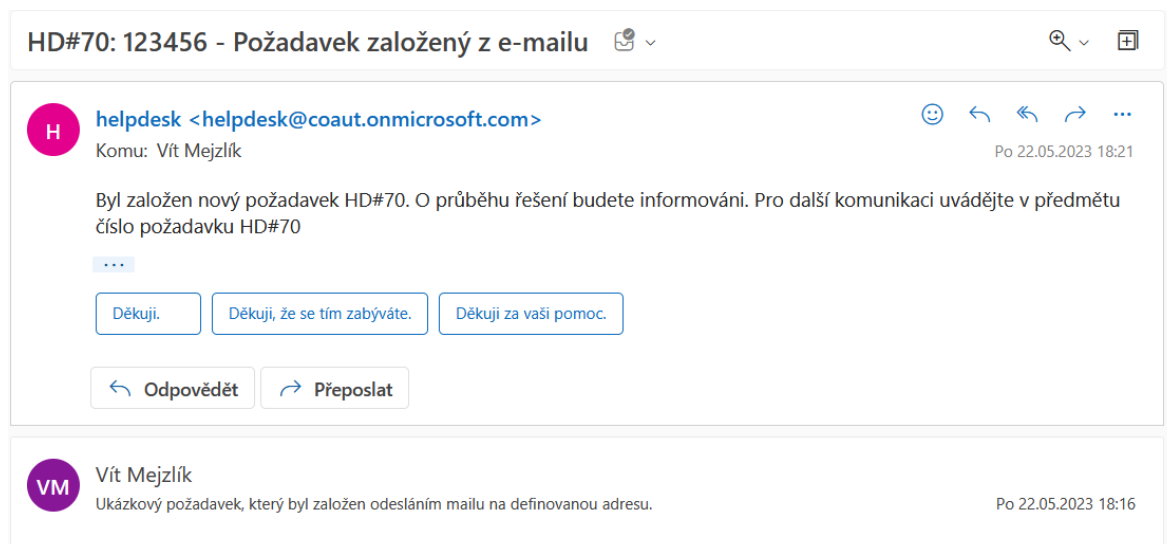 HD#70: 123456 - Požadavek založený z e-mailu
H
helpdesk <helpdesk@coaut.onmicrosoft.com>
Komu: Vít Mejzlík
Po 22.05.2023 18:21
Byl založen nový požadavek HD#70. O průběhu řešení budete informováni. Pro další komunikaci uvádějte v předmětu
číslo požadavku HD#70
Děkuji.
Děkuji, že se tím zabýváte.
Děkuji za vaši pomoc.
Odpovědět
Přeposlat
VM
Vít Mejzlík
Ukázkový požadavek, který byl založen odesláním mailu na definovanou adresu.
Po 22.05.2023 18:16